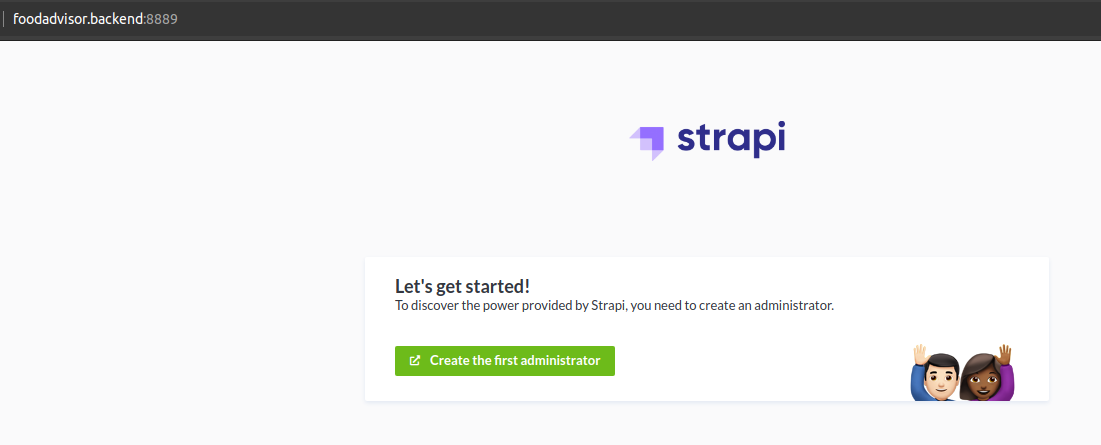 foodadvisor.backend:8889
strapi
Let's get started!
To discover the power provided by Strapi, you need to create an administrator.
Create the first administrator